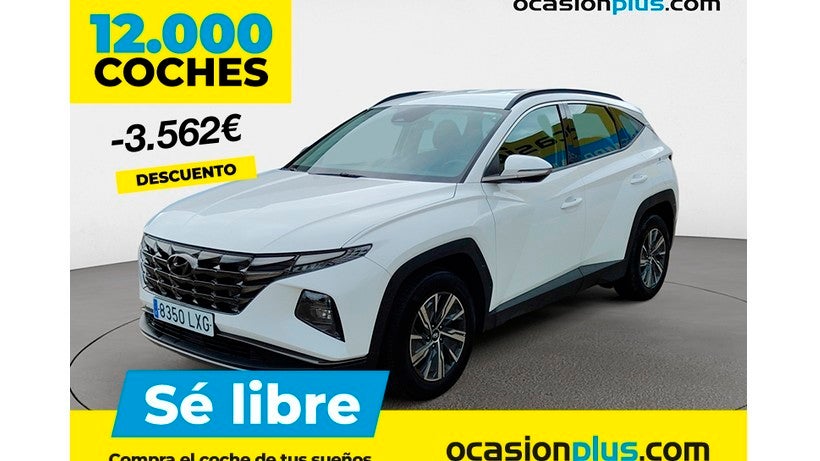 ocasionplus.com
12.000
COCHES
-3.562€
DESCUENTO
8350 LXG
Sé libre
Compra el coche de tus sueños
ocasionplus.com